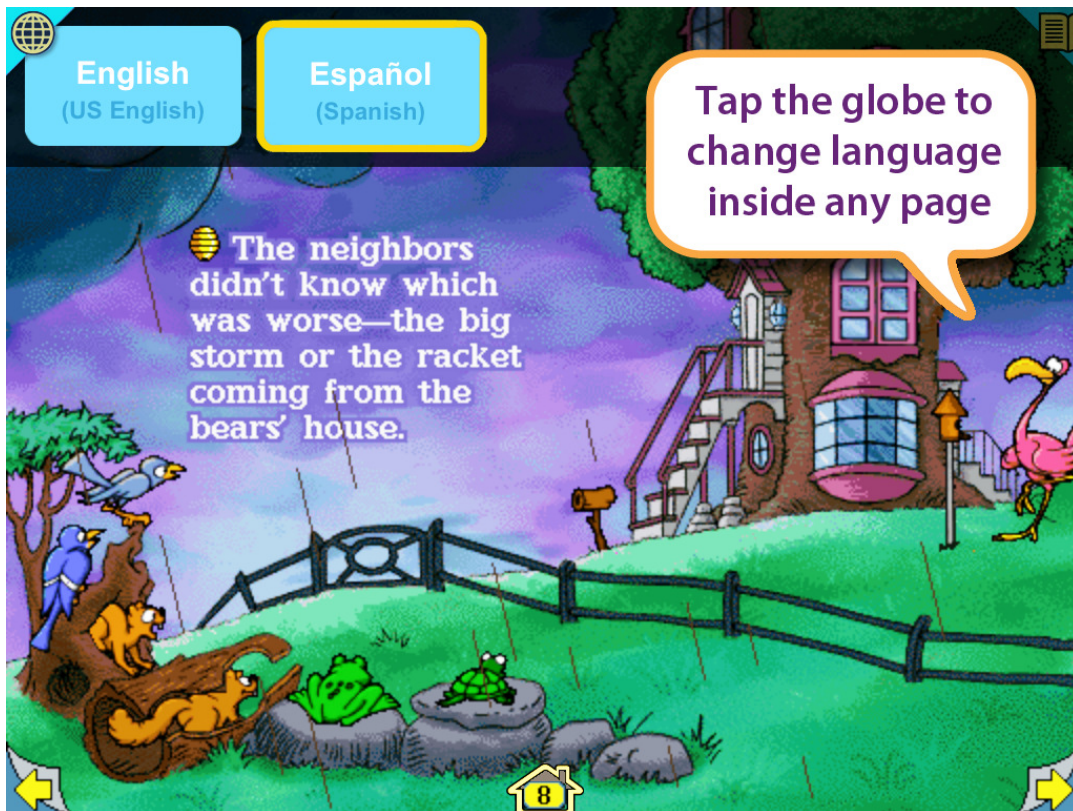 English
(US English)
Español
(Spanish)
Tap the globe to
change language
inside any page
The neighbors
didn't know which
was worse—the big
storm or the racket
coming from the
bears' house.
8